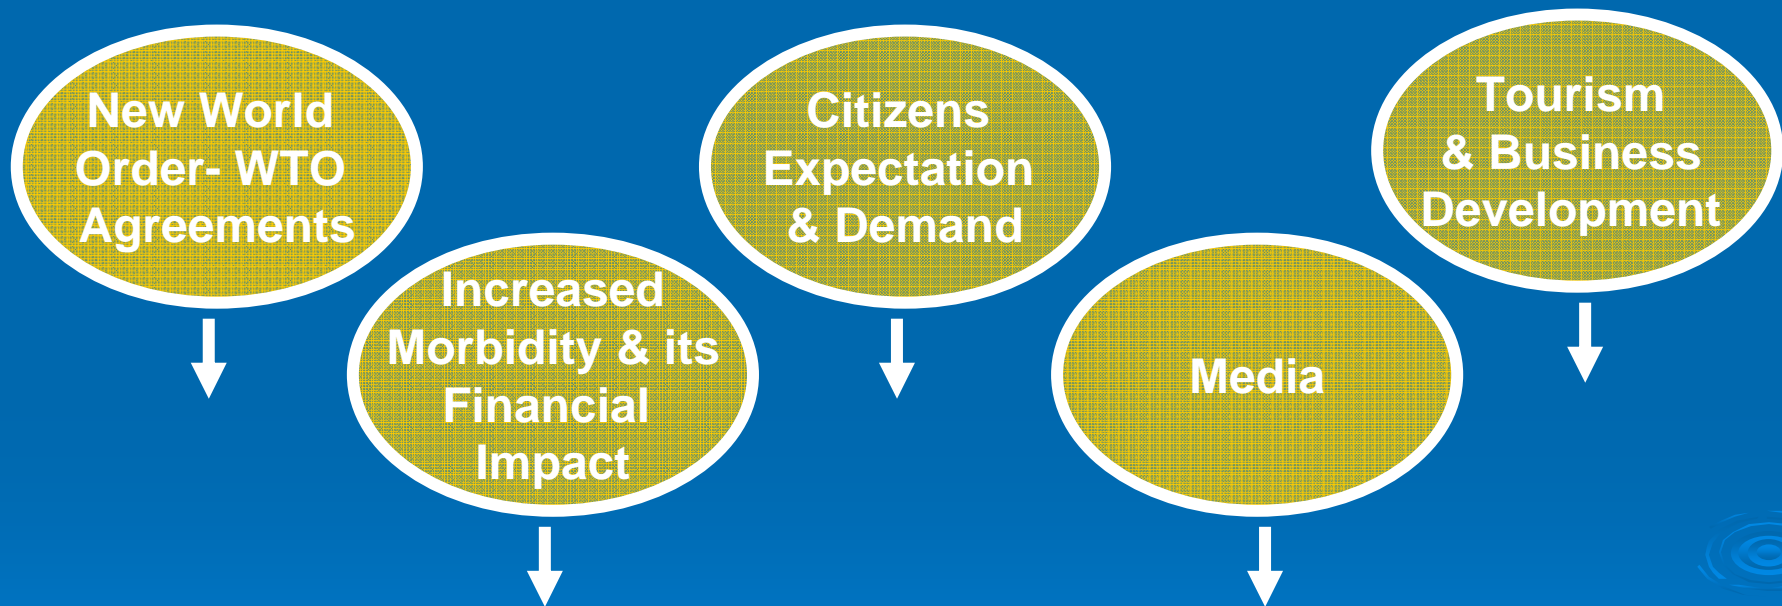 New World
Order- WTO
Agreements
Increased
Morbidity & its
Financial
Impact
Citizens
Expectation
& Demand
Media
Tourism
& Business
Development